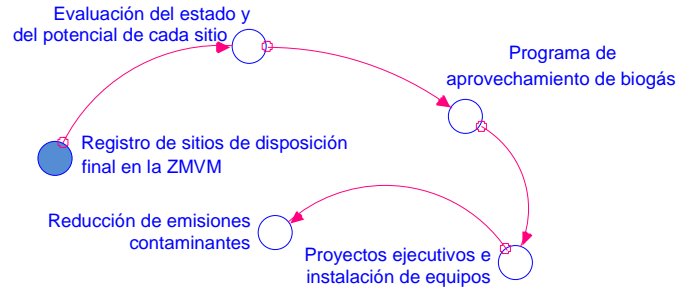 Evaluación del estado y
del potencial de cada sitio
Programa de
aprovechamiento de biogás
Registro de sitios de disposición
final en la ZMVM
Reducción de emisiones
contaminantes
Proyectos ejecutivos e
instalación de equipos